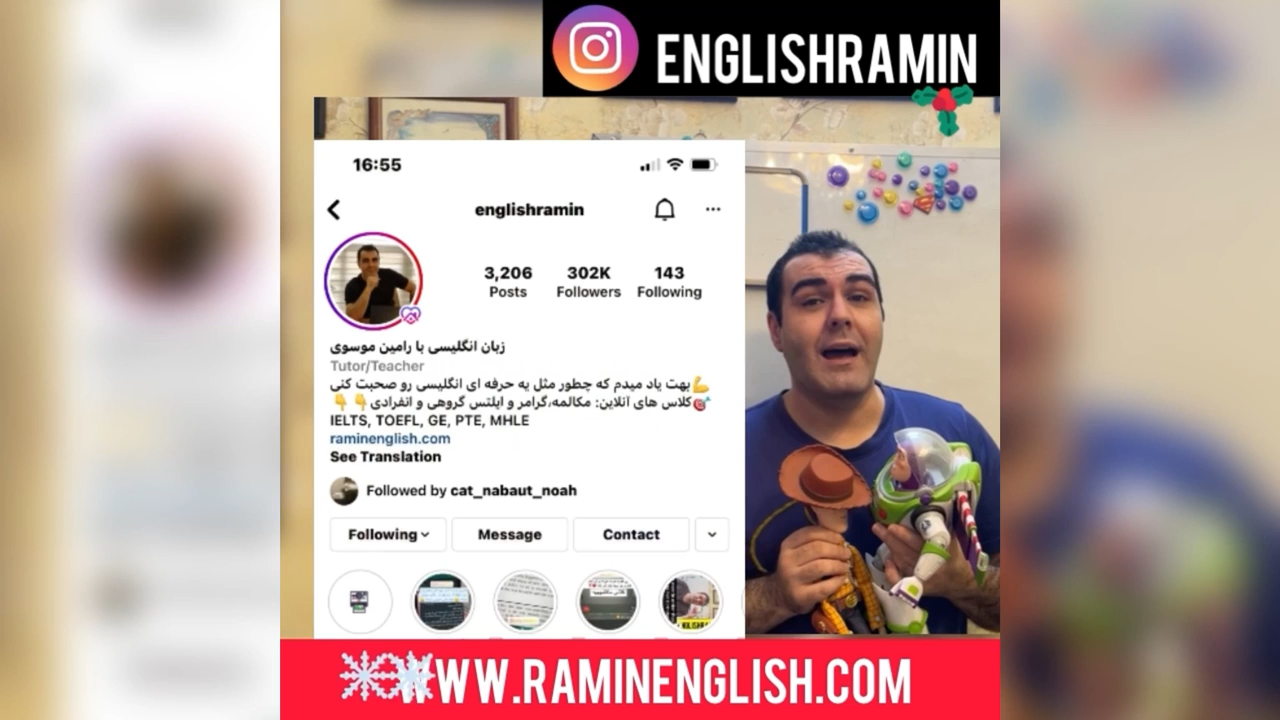 ENGLISHRAMIN
16:55
englishramin
3,206 302K 143
Posts Followers Following
زبان انگلیسی با رامین موسوی
Tutor/Teacher
💪بهت یاد میدم که چطور مثل یه حرفه ای انگلیسی رو صحبت کنی
🎯کلاس های آنلاین: مکالمه،گرامر و ایلتس گروهی و انفرادی👇👇
IELTS, TOEFL, GE, PTE, MHLE
raminenglish.com
See Translation
Followed by cat_nabaut_noah
Following Message Contact
WWW.RAMINENGLISH.COM